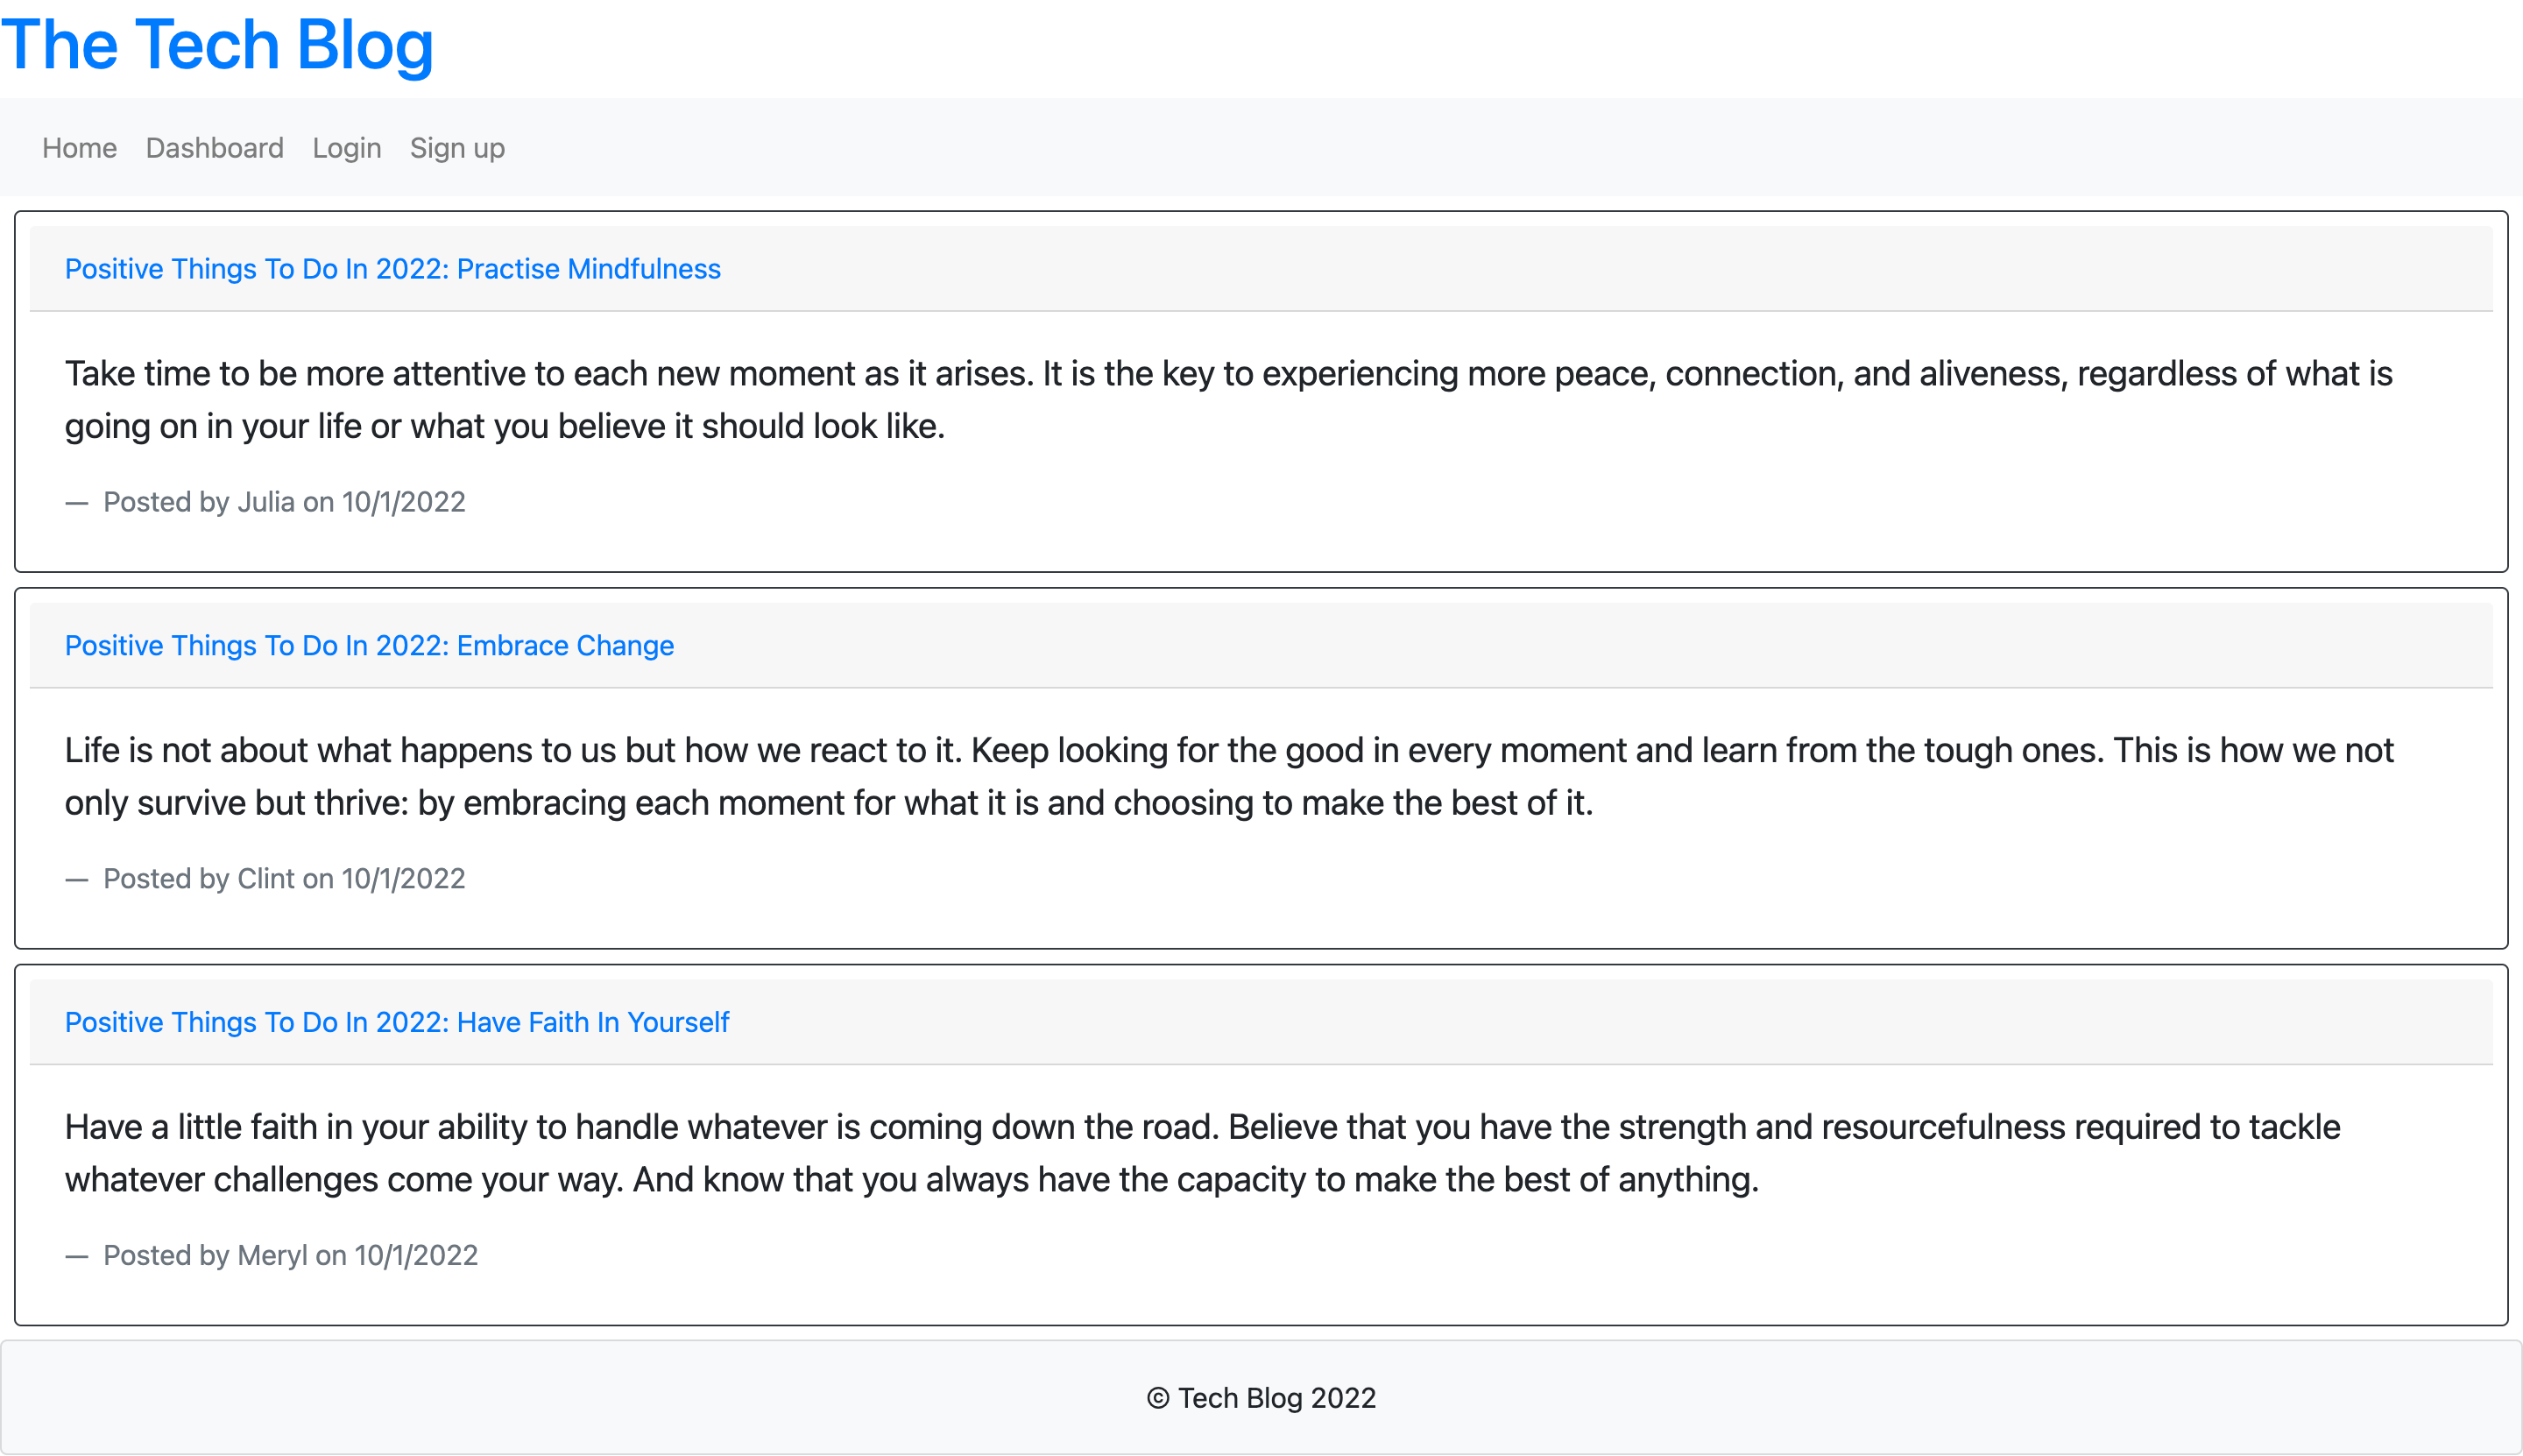 The Tech Blog
Home Dashboard Login Sign up
Positive Things To Do In 2022: Practise Mindfulness
Take time to be more attentive to each new moment as it arises. It is the key to experiencing more peace, connection, and aliveness, regardless of what is
going on in your life or what you believe it should look like.
— Posted by Julia on 10/1/2022
Positive Things To Do In 2022: Embrace Change
Life is not about what happens to us but how we react to it. Keep looking for the good in every moment and learn from the tough ones. This is how we not
only survive but thrive: by embracing each moment for what it is and choosing to make the best of it.
— Posted by Clint on 10/1/2022
Positive Things To Do In 2022: Have Faith In Yourself
Have a little faith in your ability to handle whatever is coming down the road. Believe that you have the strength and resourcefulness required to tackle
whatever challenges come your way. And know that you always have the capacity to make the best of anything.
— Posted by Meryl on 10/1/2022
© Tech Blog 2022